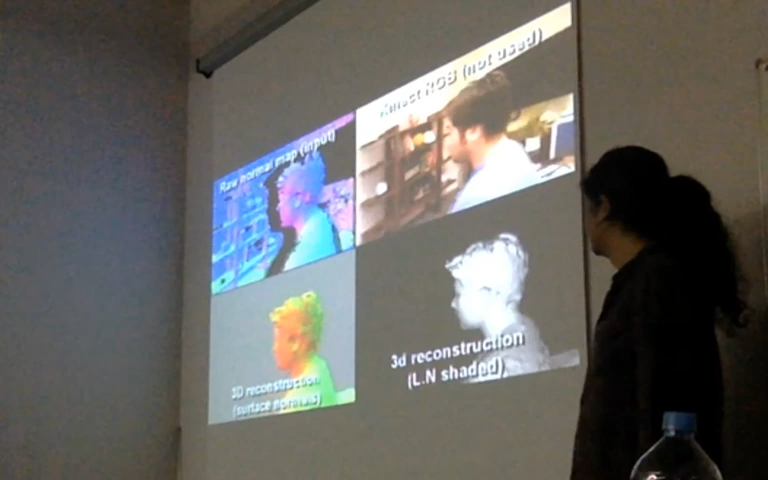 Raw normal map (input)
Kinect RGB (not used)
3D reconstruction
(surface normals)
3d reconstruction
(L.N shaded)